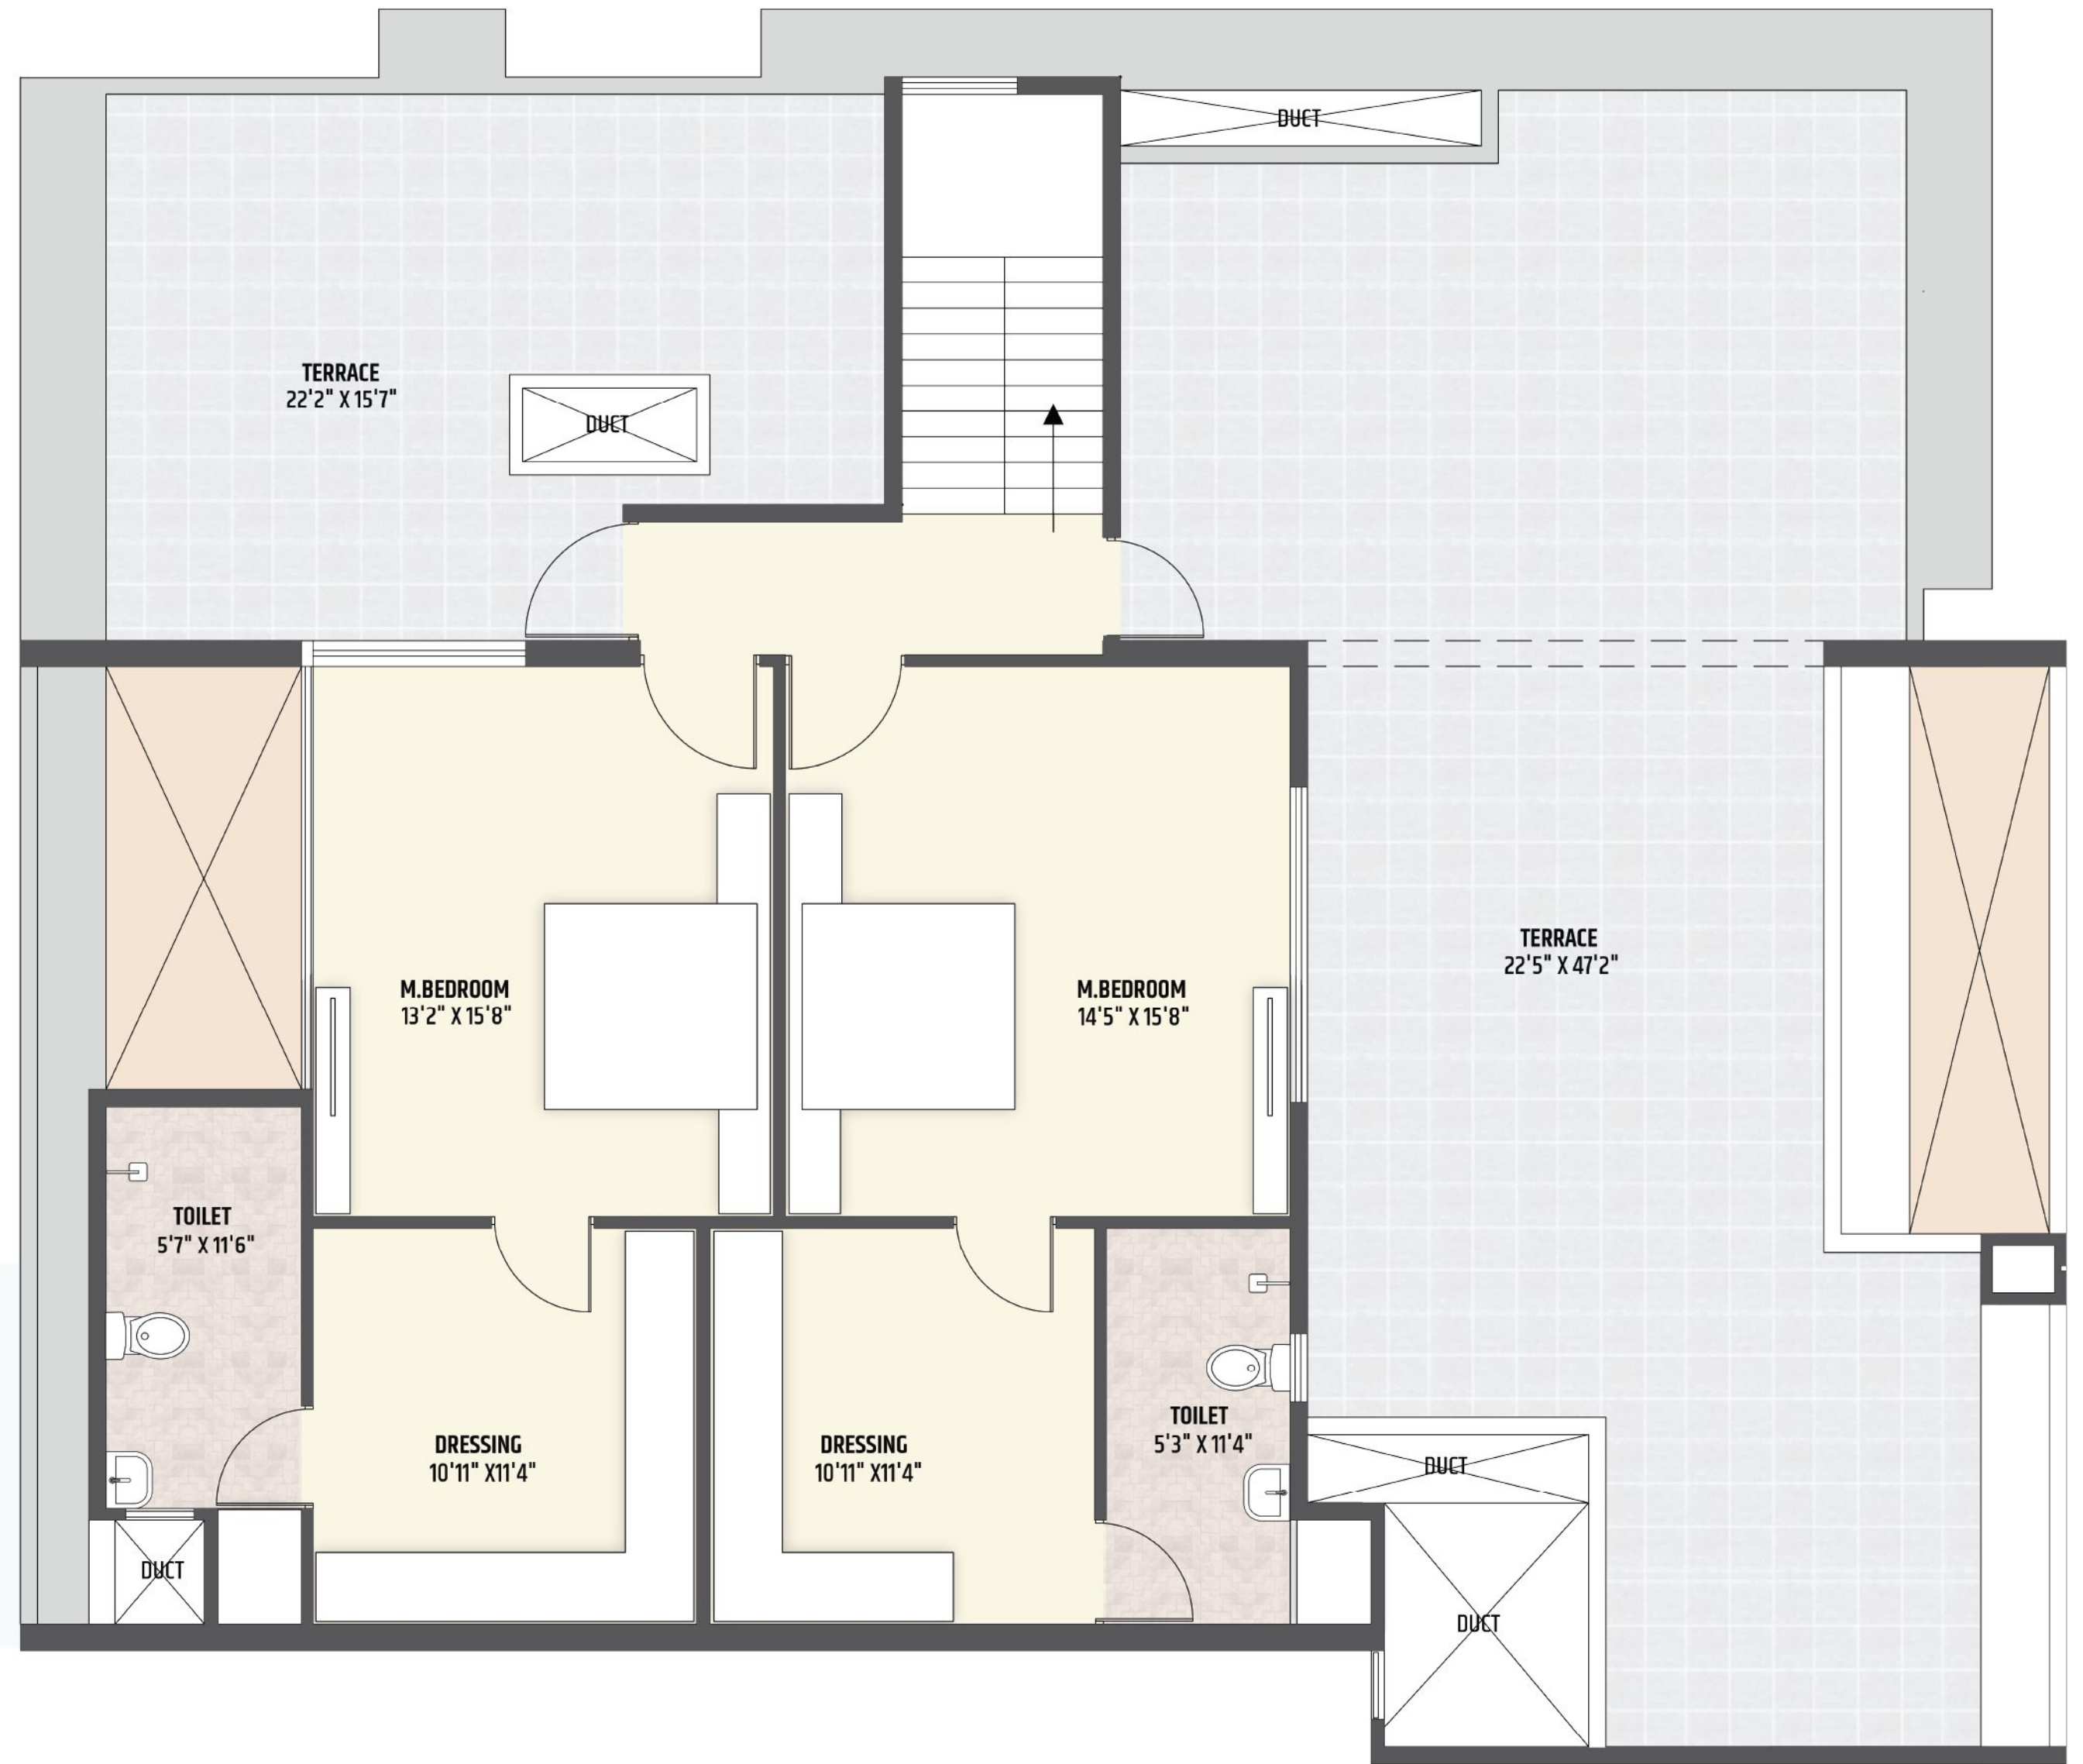 DUCT
TERRACE
22'2" X 15'7"
DUCT
TERRACE
22'5" X 47'2"
M.BEDROOM
13'2" X 15'8"
M.BEDROOM
14'5" X 15'8"
TOILET
5'7" X 11'6"
TOILET
5'3" X 11'4"
DRESSING
10'11" X11'4"
DRESSING
10'11" X11'4"
DUCT
DUCT
DUCT